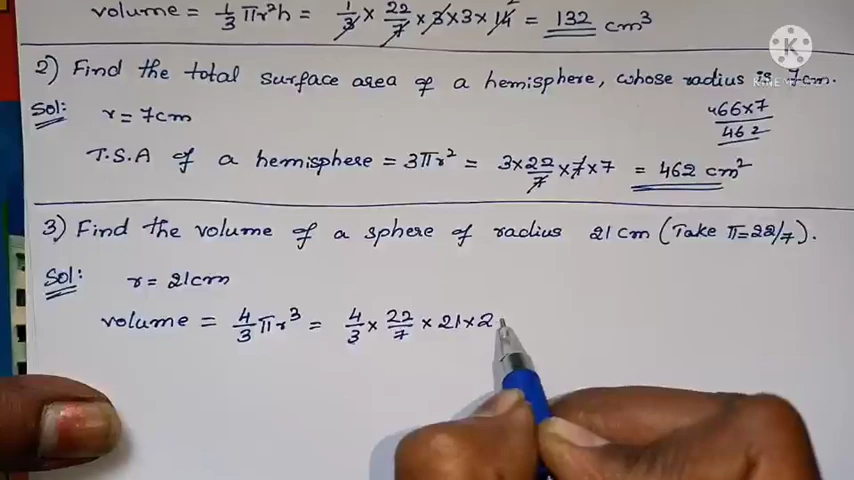 volume = 1/3 πr²h = 1/3 × 22/7 × 3 × 3 × 14 2 = 132 cm³
2) Find the total surface area of a hemisphere, whose radius is 7cm.
Sol: r = 7cm
466×7
462
T.S.A of a hemisphere = 3πr² = 3 × 22/7 × 7 × 7 = 462 cm²
3) Find the volume of a sphere of radius 21 cm (Take π=22/7).
Sol: r = 21cm
volume = 4/3 πr³ = 4/3 × 22/7 × 21 × 2
K